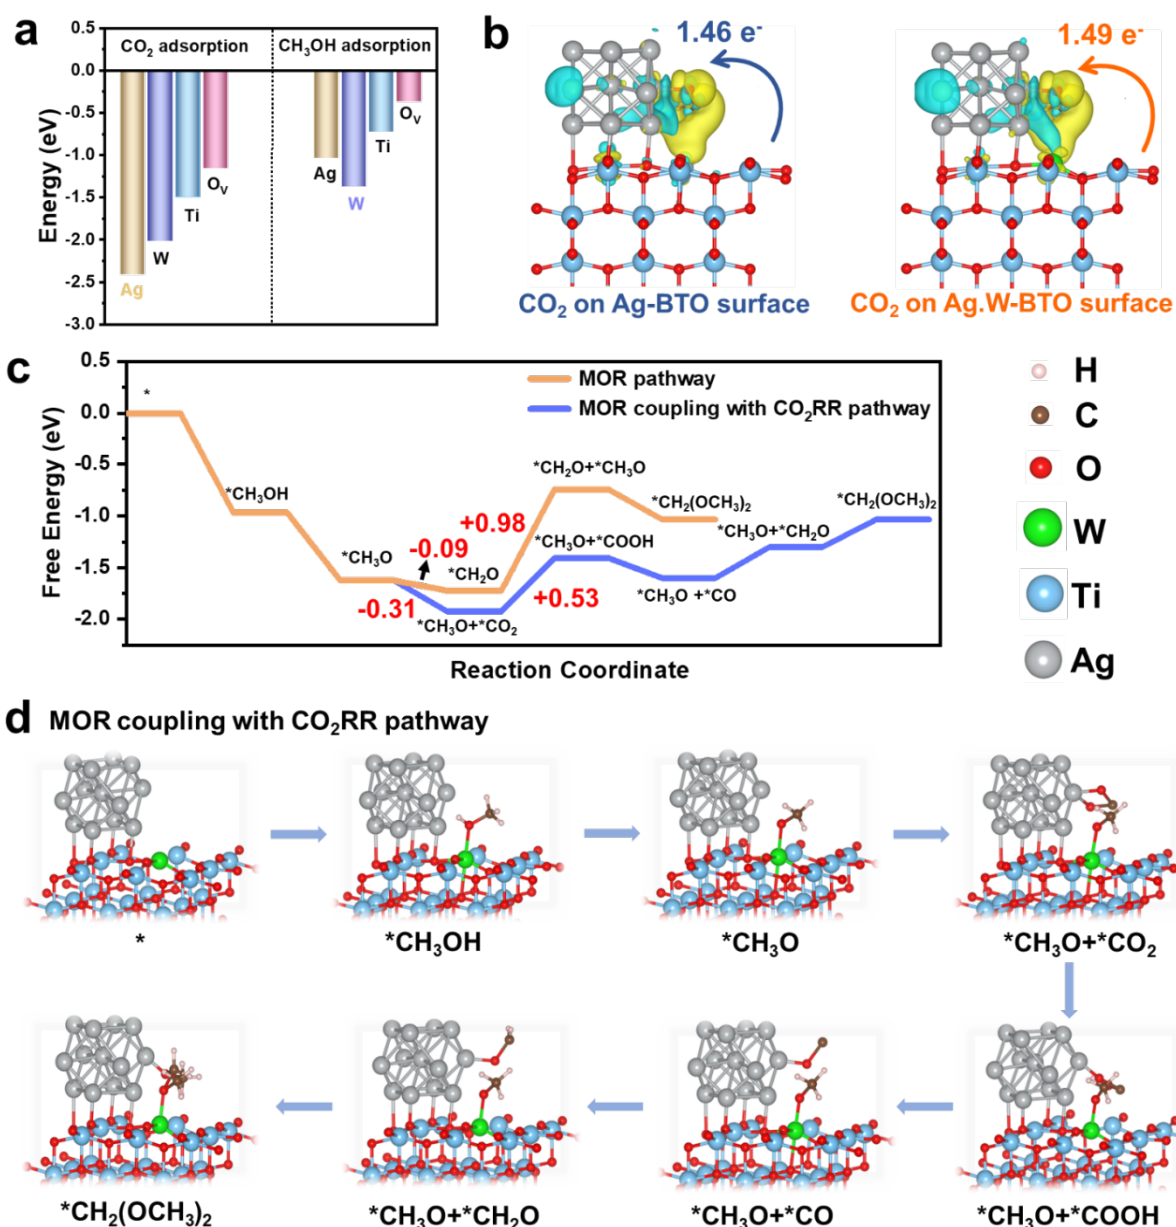 a
CO₂ adsorption
CH₃OH adsorption
Energy (eV)
0.5
0.0
-0.5
-1.0
-1.5
-2.0
-2.5
-3.0
Ag
W
Ti
Oᵥ
Ag
W
Ti
Oᵥ
b
1.46 e⁻
1.49 e⁻
CO₂ on Ag-BTO surface
CO₂ on Ag.W-BTO surface
c
Free Energy (eV)
0.5
0.0
-0.5
-1.0
-1.5
-2.0
MOR pathway
MOR coupling with CO₂RR pathway
*
*CH₃OH
*CH₃O
-0.09
*CH₂O
+0.98
*CH₂O+*CH₃O
*CH₂(OCH₃)₂
-0.31
*CH₃O+*CO₂
+0.53
*CH₃O+*COOH
*CH₃O +*CO
*CH₃O+*CH₂O
*CH₂(OCH₃)₂
Reaction Coordinate
H
C
O
W
Ti
Ag
d MOR coupling with CO₂RR pathway
*
*CH₃OH
*CH₃O
*CH₃O+*CO₂
*CH₂(OCH₃)₂
*CH₃O+*CH₂O
*CH₃O+*CO
*CH₃O+*COOH